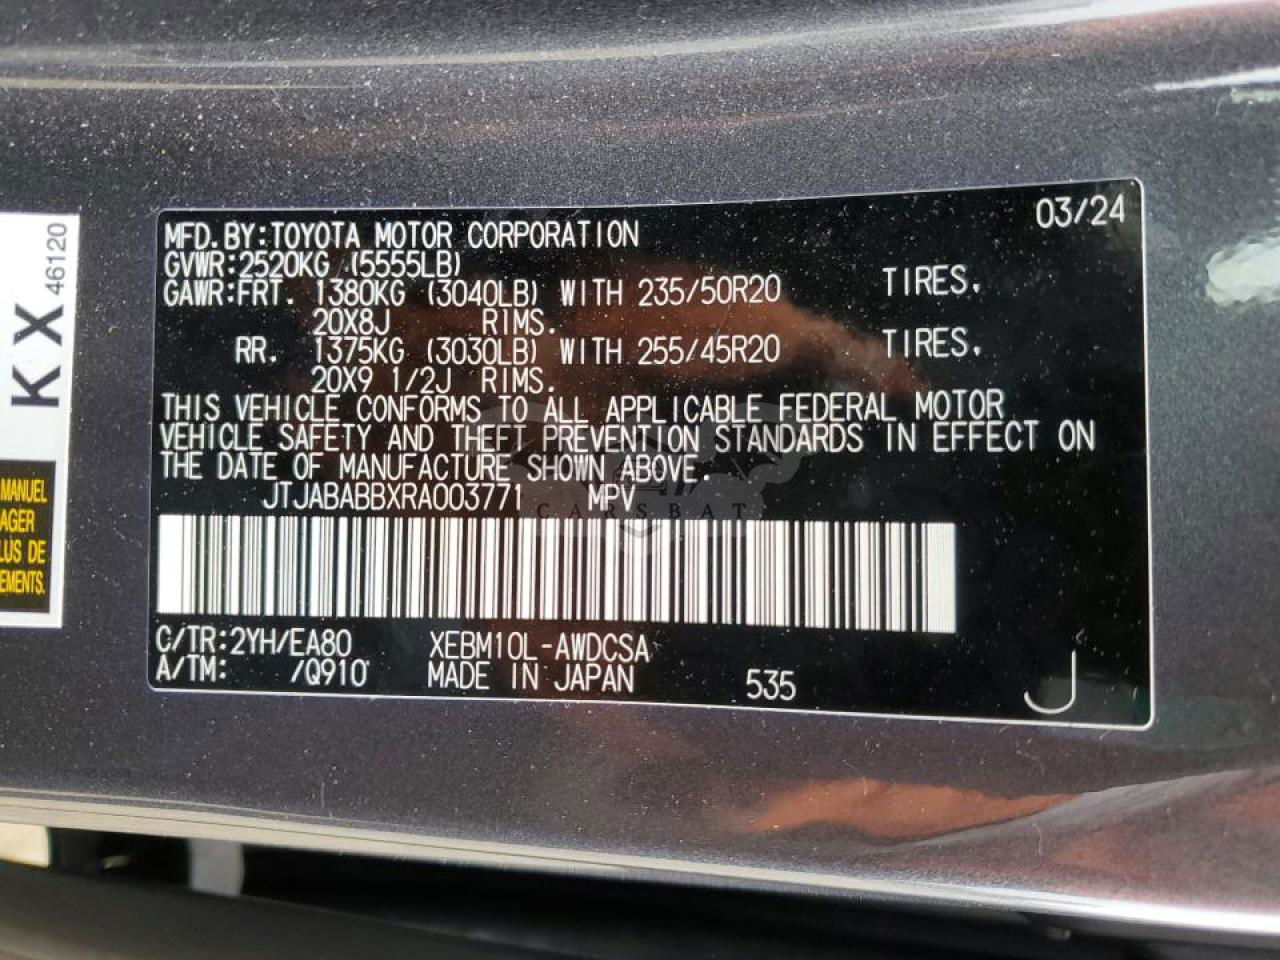 03/24
MFD.BY:TOYOTA MOTOR CORPORATION
GVWR:2520KG (5555LB)
GAWR:FRT. 1380KG (3040LB) WITH 235/50R20 TIRES,
20X8J RIMS.
RR. 1375KG (3030LB) WITH 255/45R20 TIRES,
20X9 1/2J RIMS.
THIS VEHICLE CONFORMS TO ALL APPLICABLE FEDERAL MOTOR
VEHICLE SAFETY AND THEFT PREVENTION STANDARDS IN EFFECT ON
THE DATE OF MANUFACTURE SHOWN ABOVE.
JTJABABBXRA003771 MPV
CARSBAT
C/TR:2YH/EA80 XEBM10L-AWDCSA
A/TM: /Q910 MADE IN JAPAN 535 J
KX 46120
MANUEL
AGER
LUS DE
EMENTS.